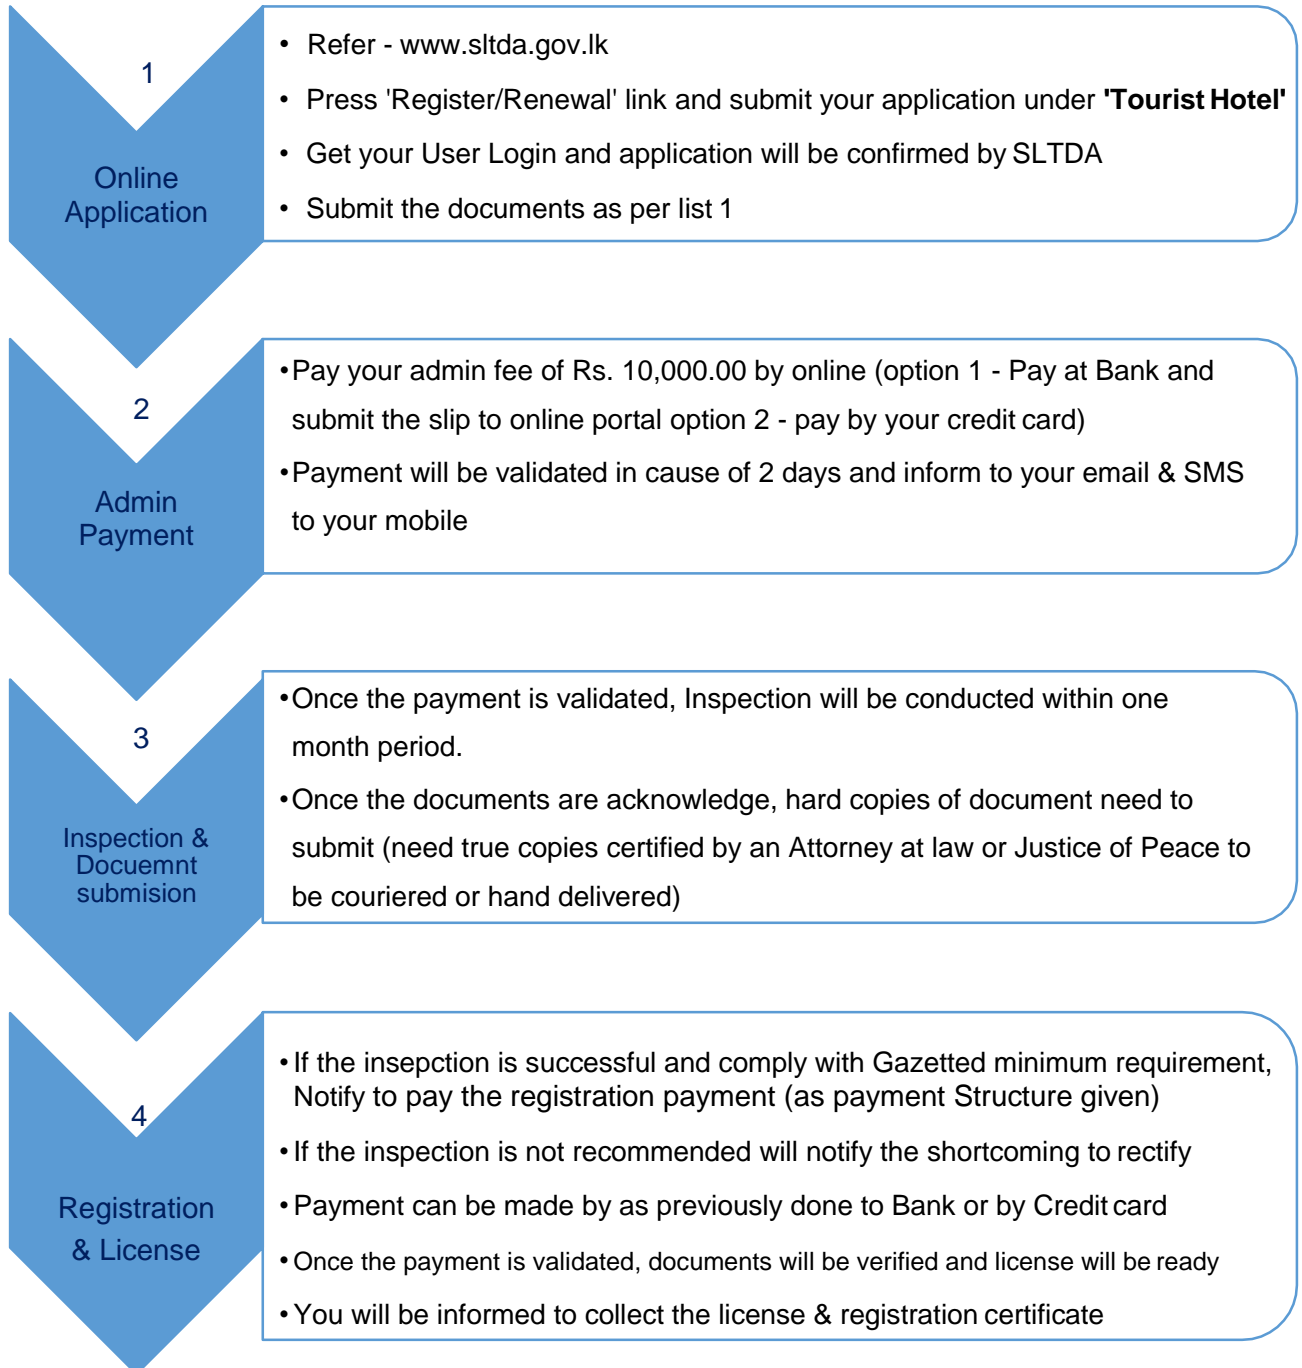 1
Online
Application
• Refer - www.sltda.gov.lk
• Press 'Register/Renewal' link and submit your application under 'Tourist Hotel'
• Get your User Login and application will be confirmed by SLTDA
• Submit the documents as per list 1
2
Admin
Payment
•Pay your admin fee of Rs. 10,000.00 by online (option 1 - Pay at Bank and
submit the slip to online portal option 2 - pay by your credit card)
•Payment will be validated in cause of 2 days and inform to your email & SMS
to your mobile
3
Inspection &
Docuemnt
submision
•Once the payment is validated, Inspection will be conducted within one
month period.
•Once the documents are acknowledge, hard copies of document need to
submit (need true copies certified by an Attorney at law or Justice of Peace to
be couriered or hand delivered)
4
Registration
& License
•If the insepction is successful and comply with Gazetted minimum requirement,
Notify to pay the registration payment (as payment Structure given)
•If the inspection is not recommended will notify the shortcoming to rectify
•Payment can be made by as previously done to Bank or by Credit card
•Once the payment is validated, documents will be verified and license will be ready
•You will be informed to collect the license & registration certificate